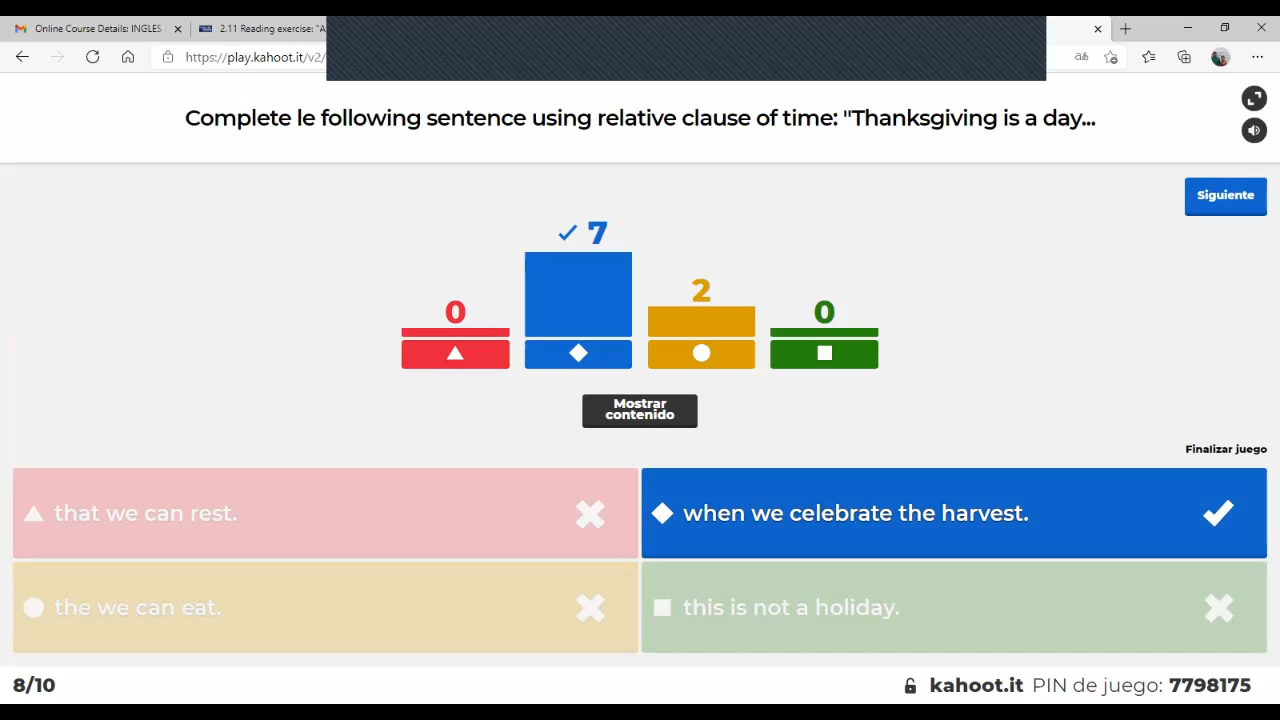 Online Course Details: INGLES
2.11 Reading exercise: "A
https://play.kahoot.it/v2/
Complete le following sentence using relative clause of time: "Thanksgiving is a day...
Siguiente
7
2
0
0
Mostrar
contenido
Finalizar juego
that we can rest.
when we celebrate the harvest.
the we can eat.
this is not a holiday.
8/10
kahoot.it PIN de juego: 7798175